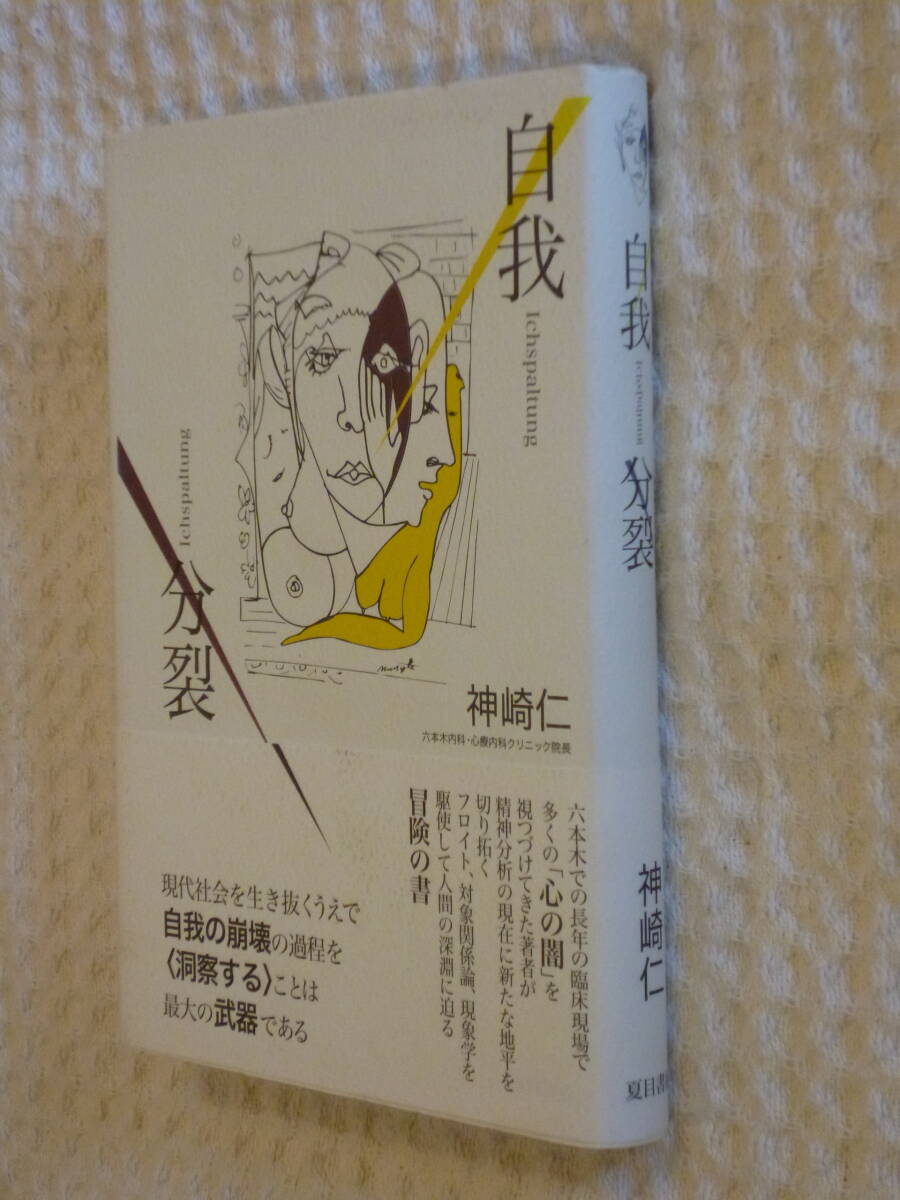 自我
Ichspaltung
Ichspaltung
分裂
神崎仁
六本木内科・心療内科クリニック院長
六本木での長年の臨床現場で
多くの「心の闇」を
視つづけてきた著者が
精神分析の現在に新たな地平を
切り拓く
フロイト、対象関係論、現象学を
駆使して人間の深淵に迫る
冒険の書
現代社会を生き抜くうえで
自我の崩壊の過程を
〈洞察する〉ことは
最大の武器である
自我
Ichspaltung
分裂
神崎仁
夏目書